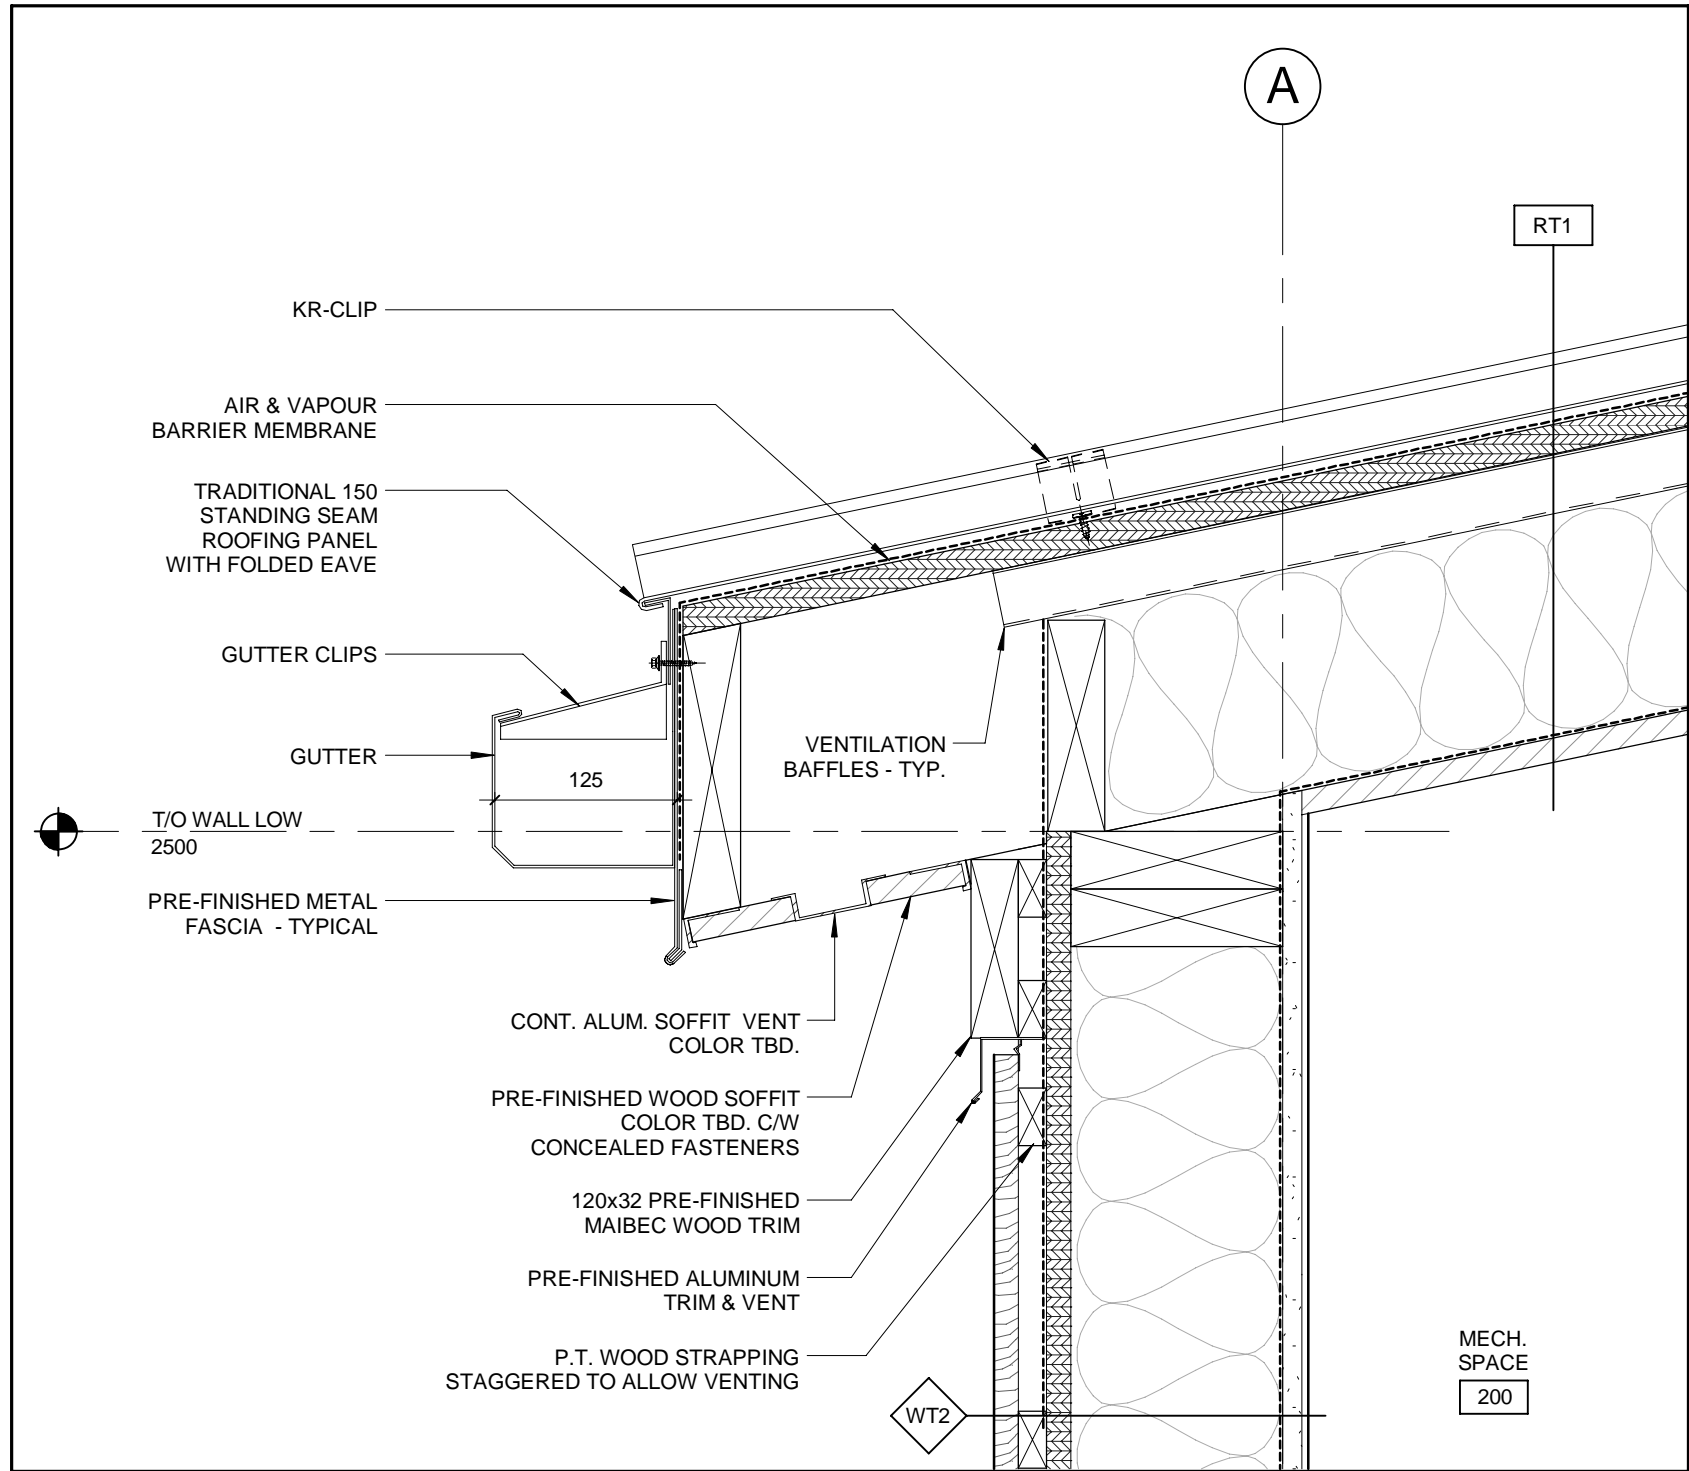 A
RT1
KR-CLIP
AIR & VAPOUR
BARRIER MEMBRANE
TRADITIONAL 150
STANDING SEAM
ROOFING PANEL
WITH FOLDED EAVE
GUTTER CLIPS
GUTTER
125
VENTILATION
BAFFLES - TYP.
T/O WALL LOW
2500
PRE-FINISHED METAL
FASCIA - TYPICAL
CONT. ALUM. SOFFIT VENT
COLOR TBD.
PRE-FINISHED WOOD SOFFIT
COLOR TBD. C/W
CONCEALED FASTENERS
120x32 PRE-FINISHED
MAIBEC WOOD TRIM
PRE-FINISHED ALUMINUM
TRIM & VENT
P.T. WOOD STRAPPING
STAGGERED TO ALLOW VENTING
WT2
MECH.
SPACE
200